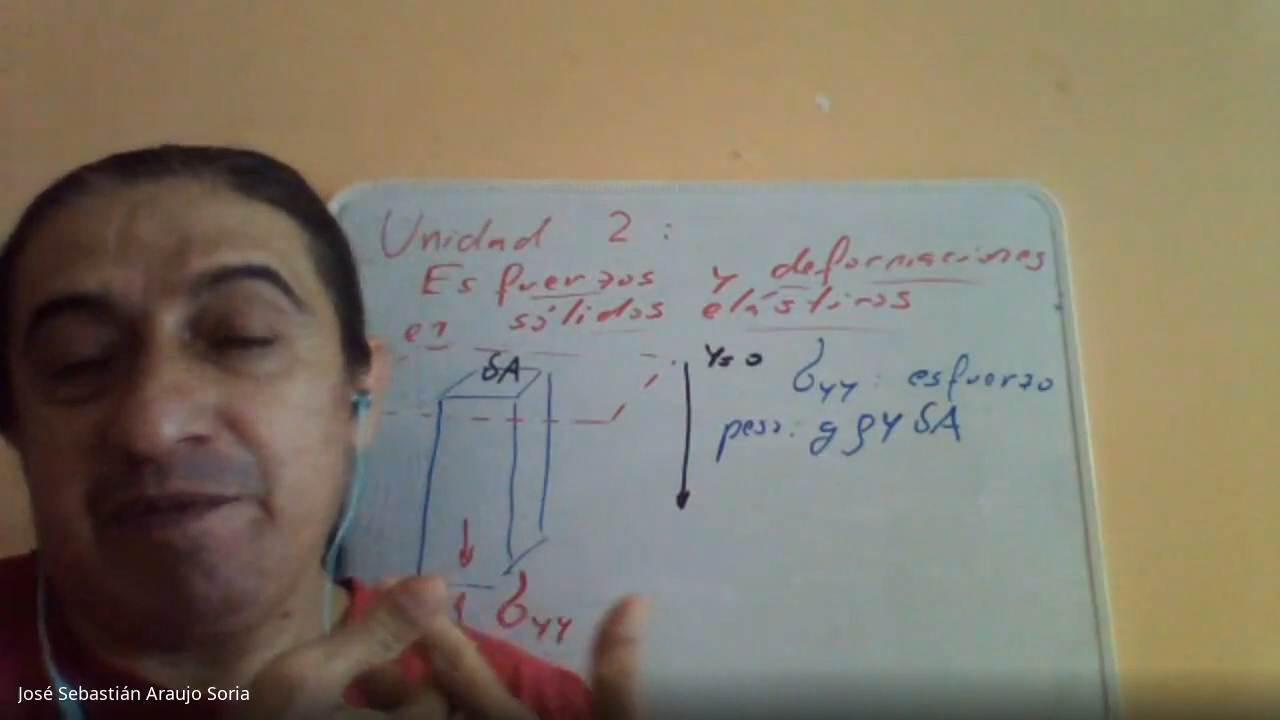 Unidad 2:
Esfuerzos y deformaciones
en sólidos elásticos
δA
y=0
σyy: esfuerzo
peso: gρyδA
σyy
José Sebastián Araujo Soria